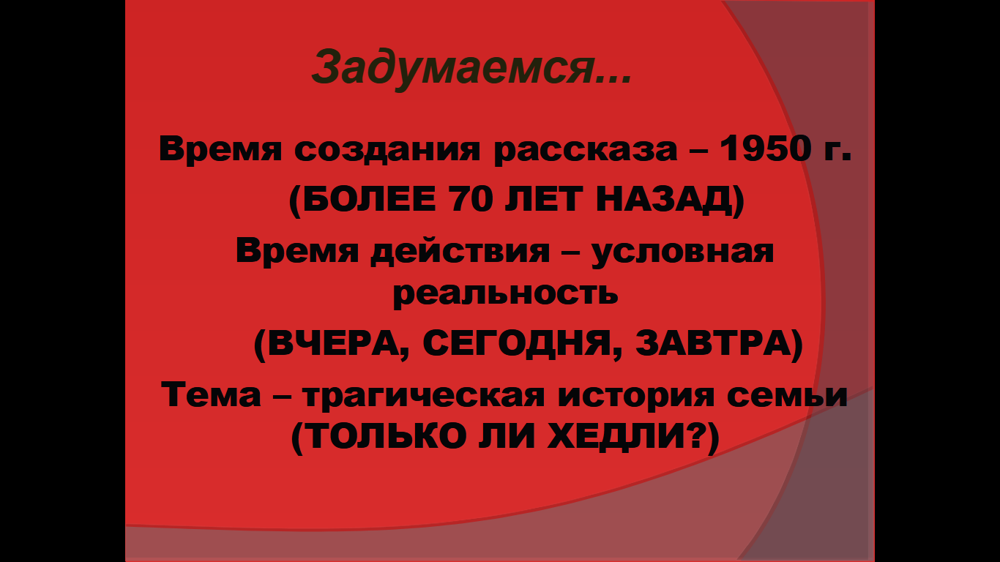 Задумаемся...
Время создания рассказа – 1950 г.
(БОЛЕЕ 70 ЛЕТ НАЗАД)
Время действия – условная
реальность
(ВЧЕРА, СЕГОДНЯ, ЗАВТРА)
Тема – трагическая история семьи
(ТОЛЬКО ЛИ ХЕДЛИ?)